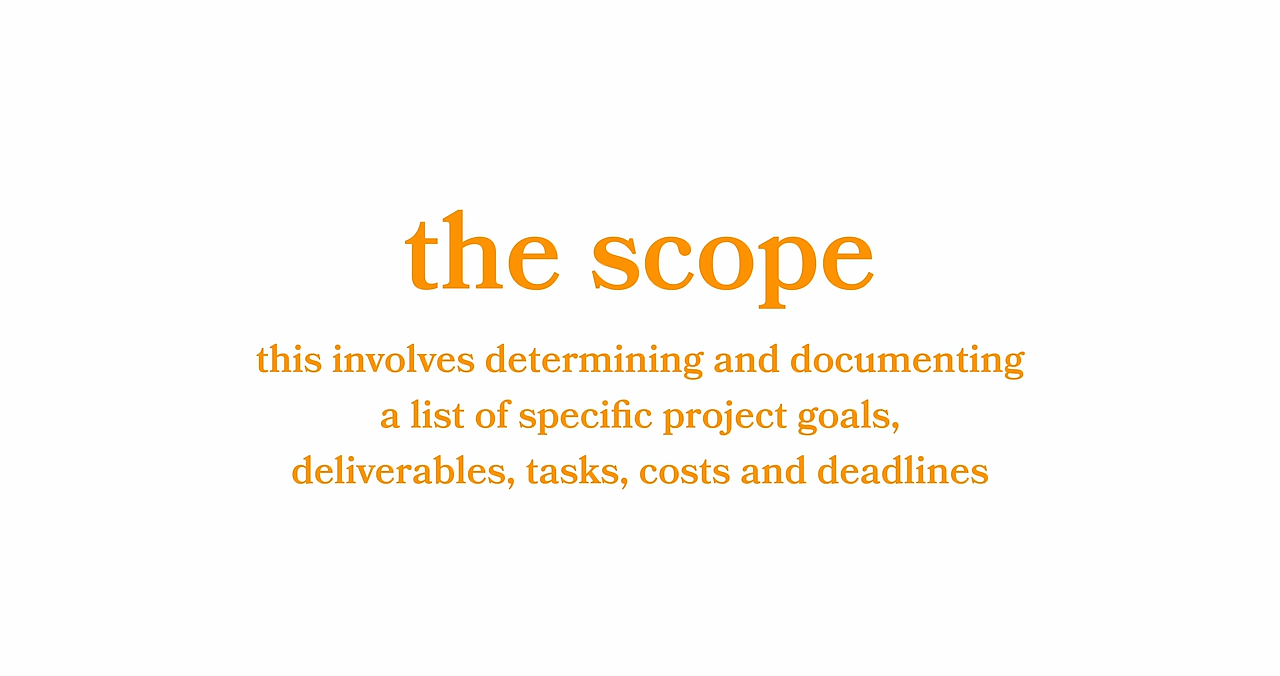 the scope
this involves determining and documenting
a list of specific project goals,
deliverables, tasks, costs and deadlines